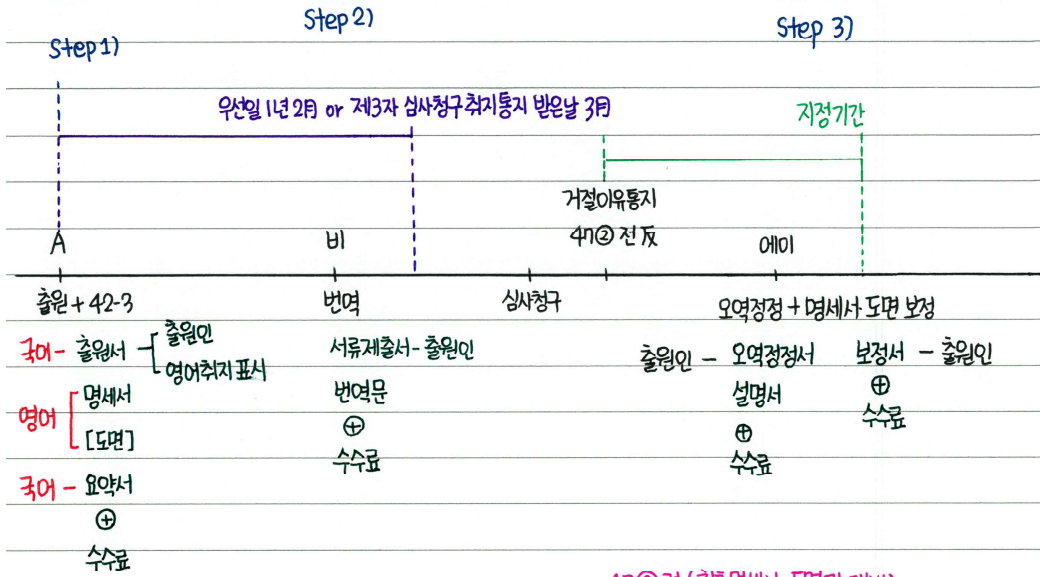 Step 1)
Step 2)
Step 3)
우선일 1년 2月 or 제3자 심사청구 취지통지 받은날 3月
지정기간
거절이유통지
47② 전 反
A
비
에미
출원 + 42-3
번역
심사청구
오역정정 + 명세서 도면 보정
국어 - 출원서
출원인
영어취지 표시
영어
명세서
[도면]
국어 - 요약서
⊕
수수료
서류제출서 - 출원인
번역문
⊕
수수료
출원인 - 오역정정서
설명서
⊕
수수료
보정서 - 출원인
⊕
수수료